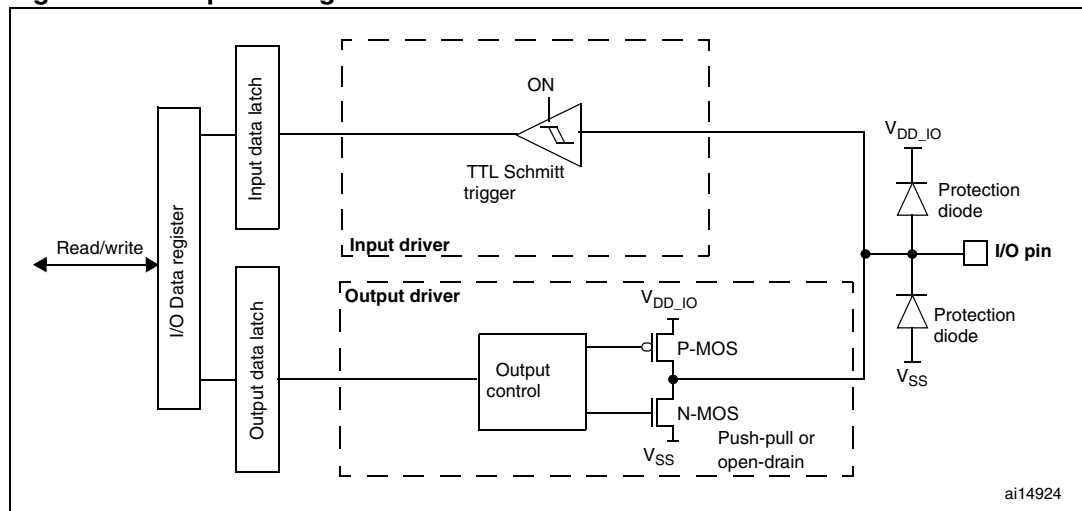 ON
TTL Schmitt
trigger
Input driver
Input data latch
I/O Data register
Read/write
Output data latch
Output driver
Output
control
V_DD_IO
P-MOS
N-MOS
V_SS
Push-pull or
open-drain
V_DD_IO
Protection
diode
I/O pin
Protection
diode
V_SS
ai14924